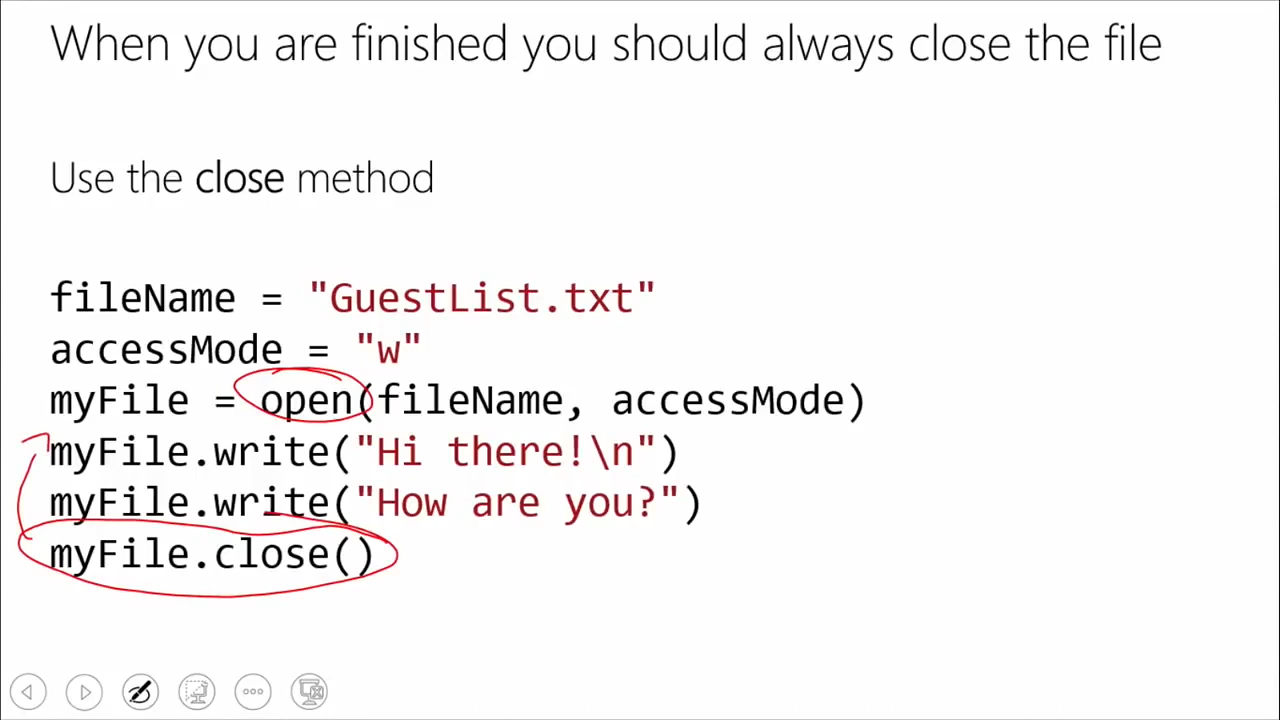 When you are finished you should always close the file
Use the close method
fileName = "GuestList.txt"
accessMode = "w"
myFile = open(fileName, accessMode)
myFile.write("Hi there!\n")
myFile.write("How are you?")
myFile.close()